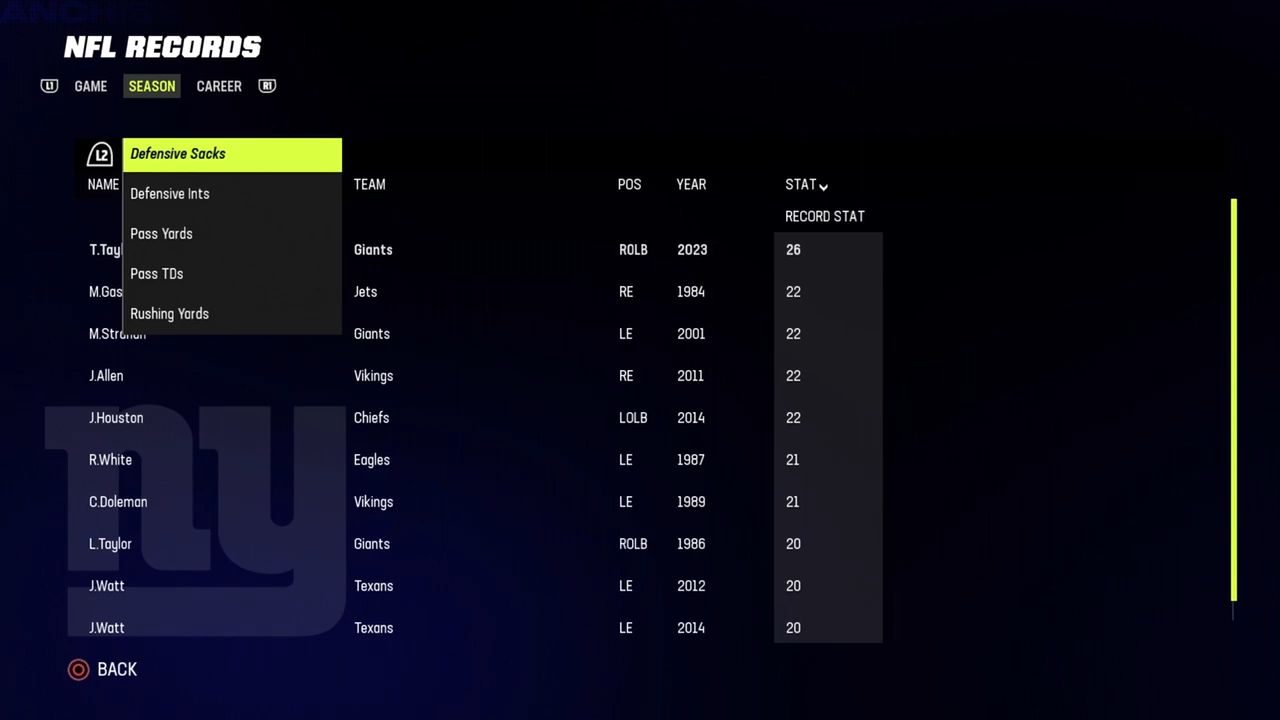 NFL RECORDS
L1 GAME SEASON CAREER R1
L2 Defensive Sacks
NAME TEAM POS YEAR STAT
Defensive Ints
RECORD STAT
Pass Yards
Giants ROLB 2023 26
Pass TDs
Jets RE 1984 22
Rushing Yards
Giants LE 2001 22
J.Allen Vikings RE 2011 22
J.Houston Chiefs LOLB 2014 22
R.White Eagles LE 1987 21
C.Doleman Vikings LE 1989 21
L.Taylor Giants ROLB 1986 20
J.Watt Texans LE 2012 20
J.Watt Texans LE 2014 20
ny
BACK